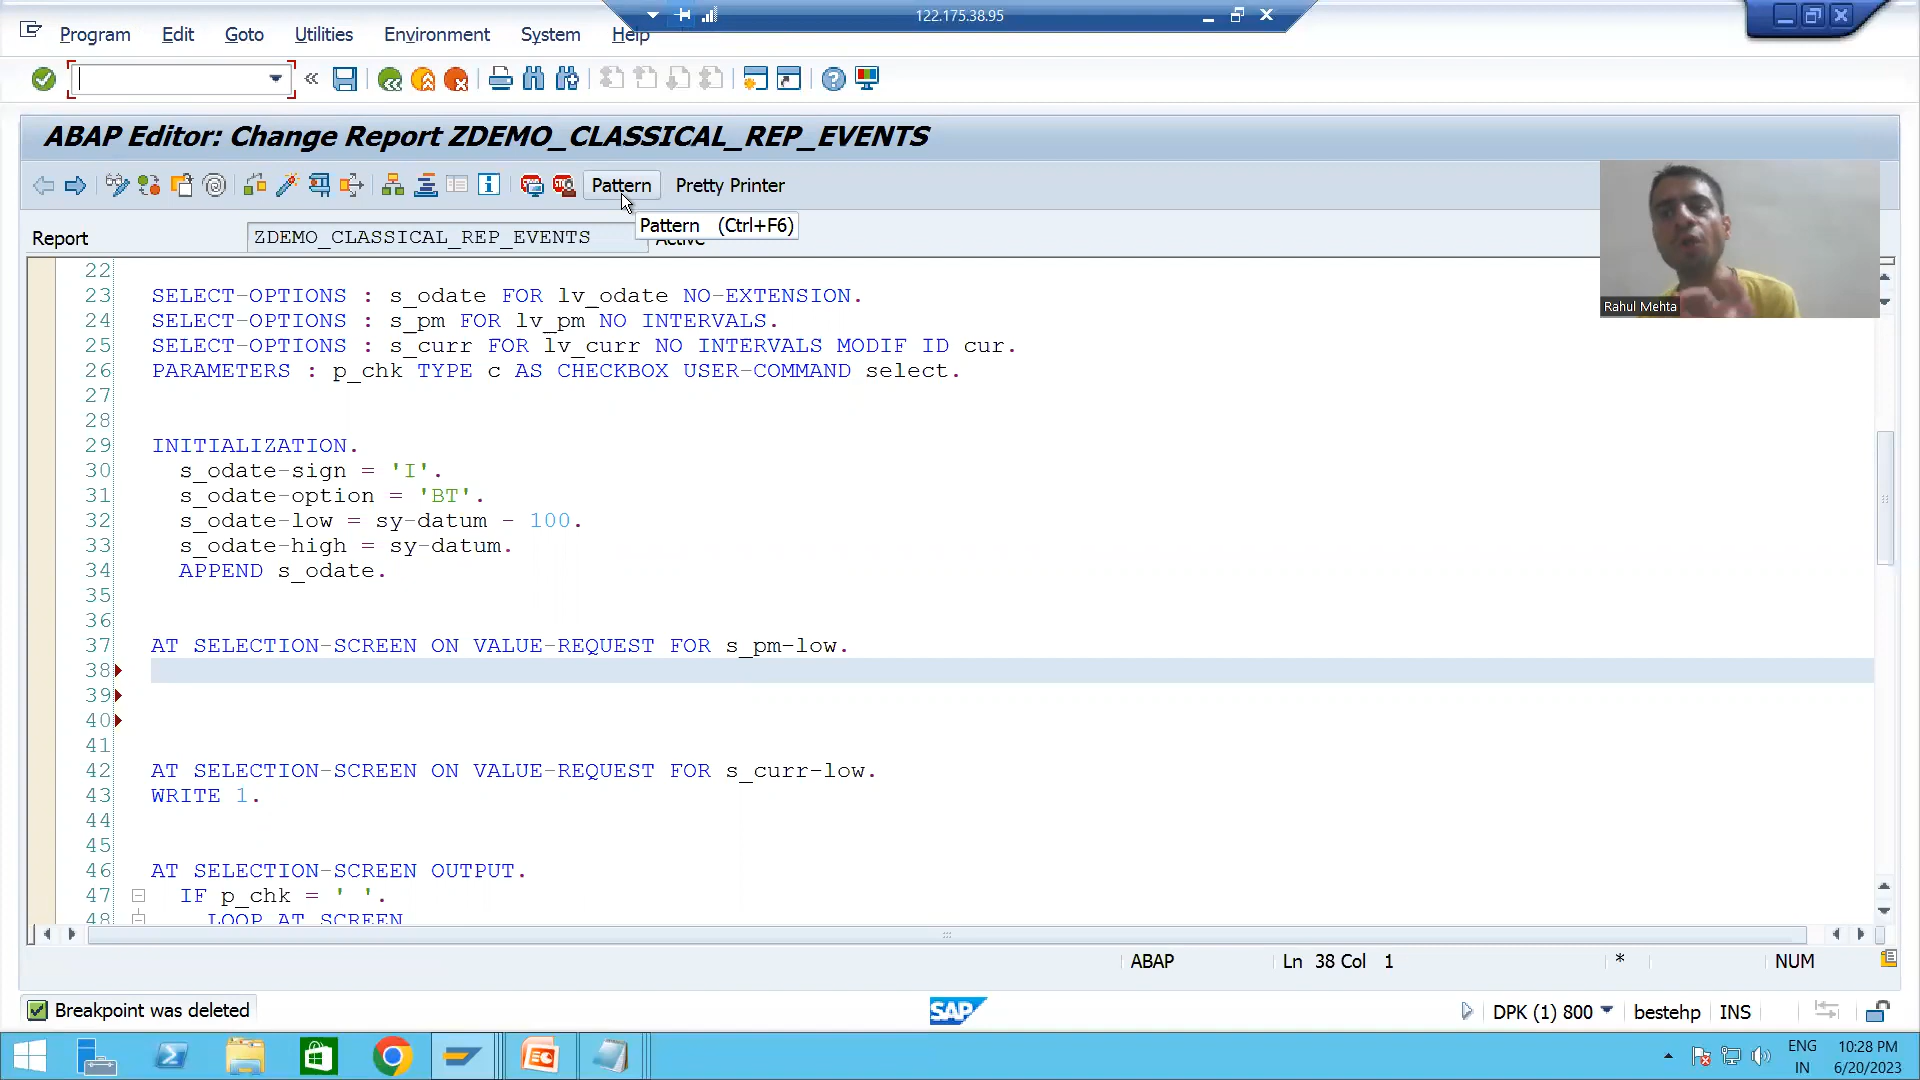 122.175.38.95
Program Edit Goto Utilities Environment System Help
ABAP Editor: Change Report ZDEMO_CLASSICAL_REP_EVENTS
Pattern Pretty Printer
Pattern (Ctrl+F6)
Report ZDEMO_CLASSICAL_REP_EVENTS Active
Rahul Mehta
22
23 SELECT-OPTIONS : s_odate FOR lv_odate NO-EXTENSION.
24 SELECT-OPTIONS : s_pm FOR lv_pm NO INTERVALS.
25 SELECT-OPTIONS : s_curr FOR lv_curr NO INTERVALS MODIF ID cur.
26 PARAMETERS : p_chk TYPE c AS CHECKBOX USER-COMMAND select.
27
28
29 INITIALIZATION.
30 s_odate-sign = 'I'.
31 s_odate-option = 'BT'.
32 s_odate-low = sy-datum - 100.
33 s_odate-high = sy-datum.
34 APPEND s_odate.
35
36
37 AT SELECTION-SCREEN ON VALUE-REQUEST FOR s_pm-low.
38
39
40
41
42 AT SELECTION-SCREEN ON VALUE-REQUEST FOR s_curr-low.
43 WRITE 1.
44
45
46 AT SELECTION-SCREEN OUTPUT.
47 IF p_chk = ' '.
48 LOOP AT SCREEN
ABAP Ln 38 Col 1 * NUM
Breakpoint was deleted SAP DPK (1) 800 bestehp INS
ENG 10:28 PM
IN 6/20/2023